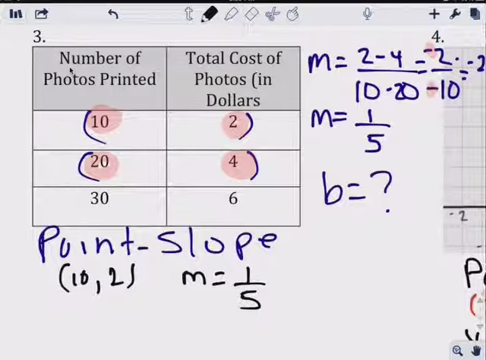 3.
4.
Number of Photos Printed
Total Cost of Photos (in Dollars
10
2
20
4
30
6
m = 2-4 = -2
10-20 -10
m = 1
5
b = ?
Point-Slope
(10, 2) m = 1
5
-2